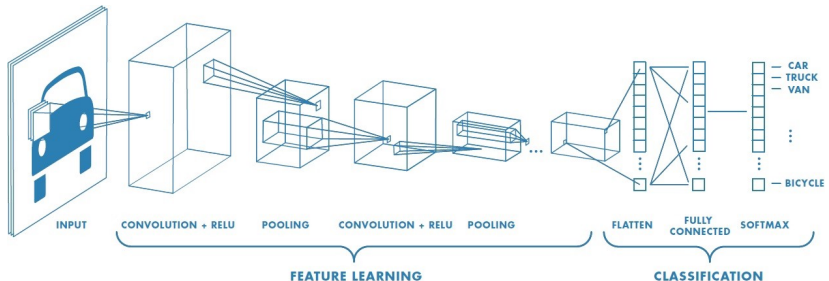 CAR
TRUCK
VAN
BICYCLE
INPUT
CONVOLUTION + RELU
POOLING
CONVOLUTION + RELU
POOLING
FLATTEN
FULLY
CONNECTED
SOFTMAX
FEATURE LEARNING
CLASSIFICATION